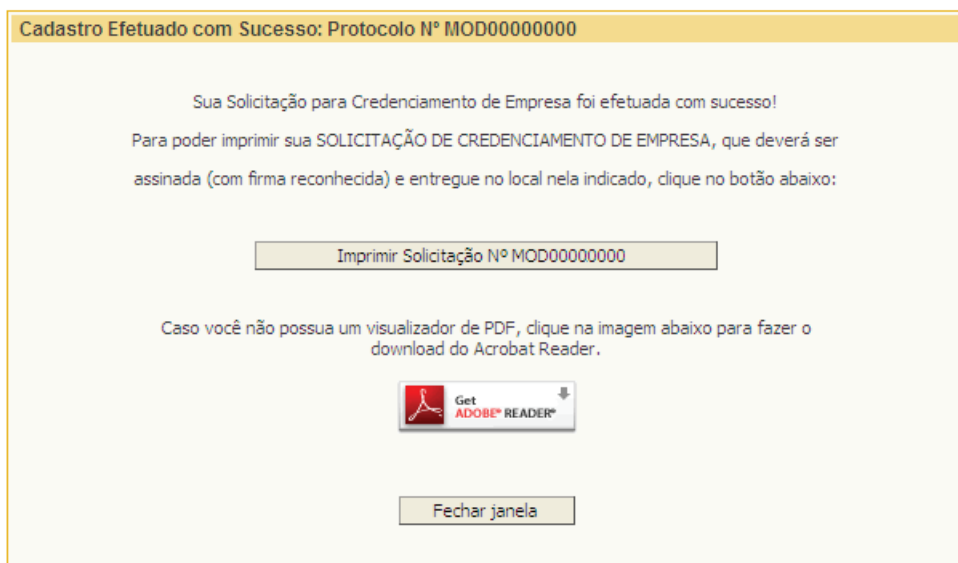 Cadastro Efetuado com Sucesso: Protocolo N° MOD00000000
Sua Solicitação para Credenciamento de Empresa foi efetuada com sucesso!
Para poder imprimir sua SOLICITAÇÃO DE CREDENCIAMENTO DE EMPRESA, que deverá ser
assinada (com firma reconhecida) e entregue no local nela indicado, clique no botão abaixo:
Imprimir Solicitação Nº MOD00000000
Caso você não possua um visualizador de PDF, clique na imagem abaixo para fazer o
download do Acrobat Reader.
Get
ADOBE® READER®
Fechar janela